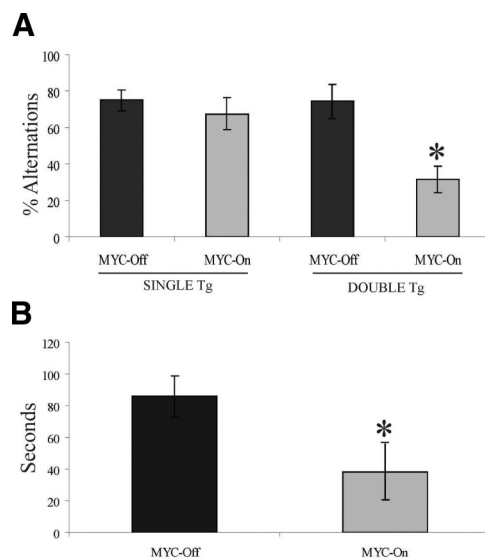 A
100
80
60
40
20
0
% Alternations
*
MYC-Off MYC-On MYC-Off MYC-On
SINGLE Tg DOUBLE Tg
B
120
100
80
60
40
20
0
Seconds
*
MYC-Off MYC-On